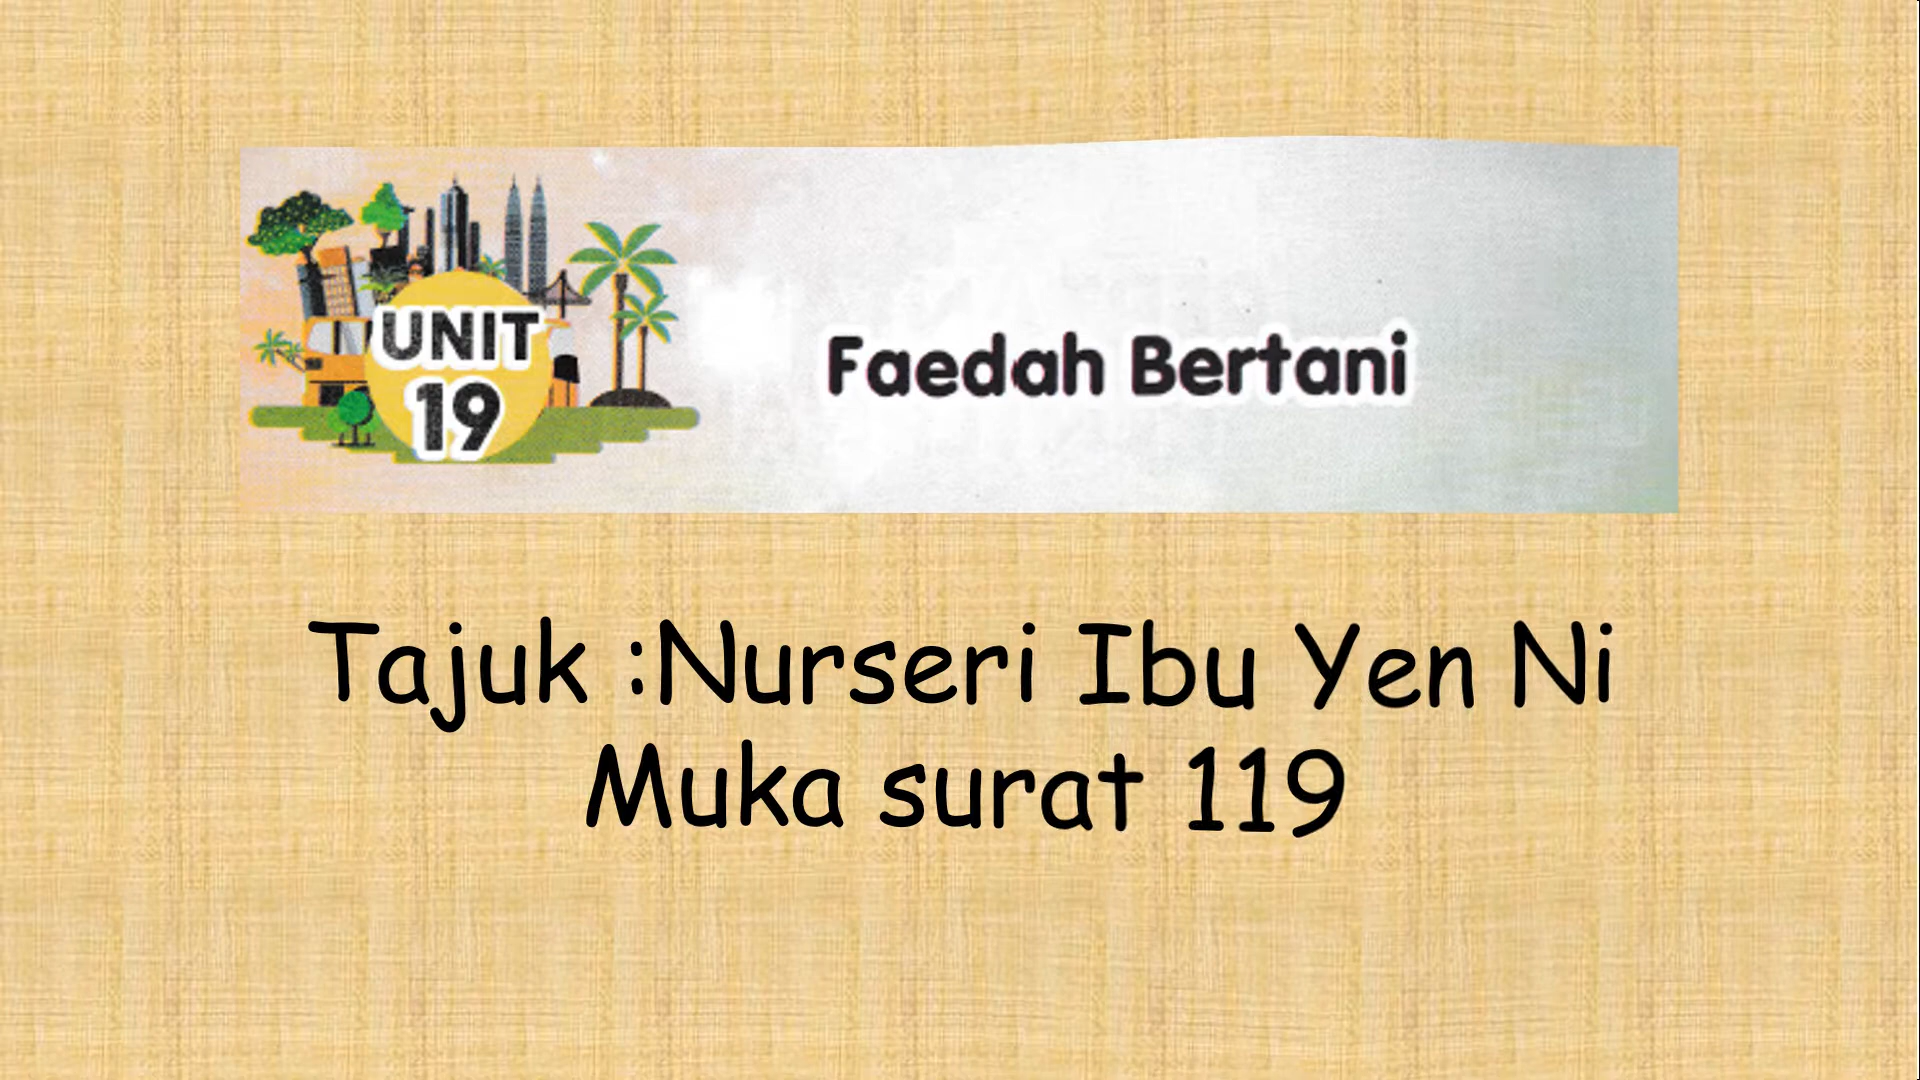 UNIT
19
Faedah Bertani
Tajuk :Nurseri Ibu Yen Ni
Muka surat 119